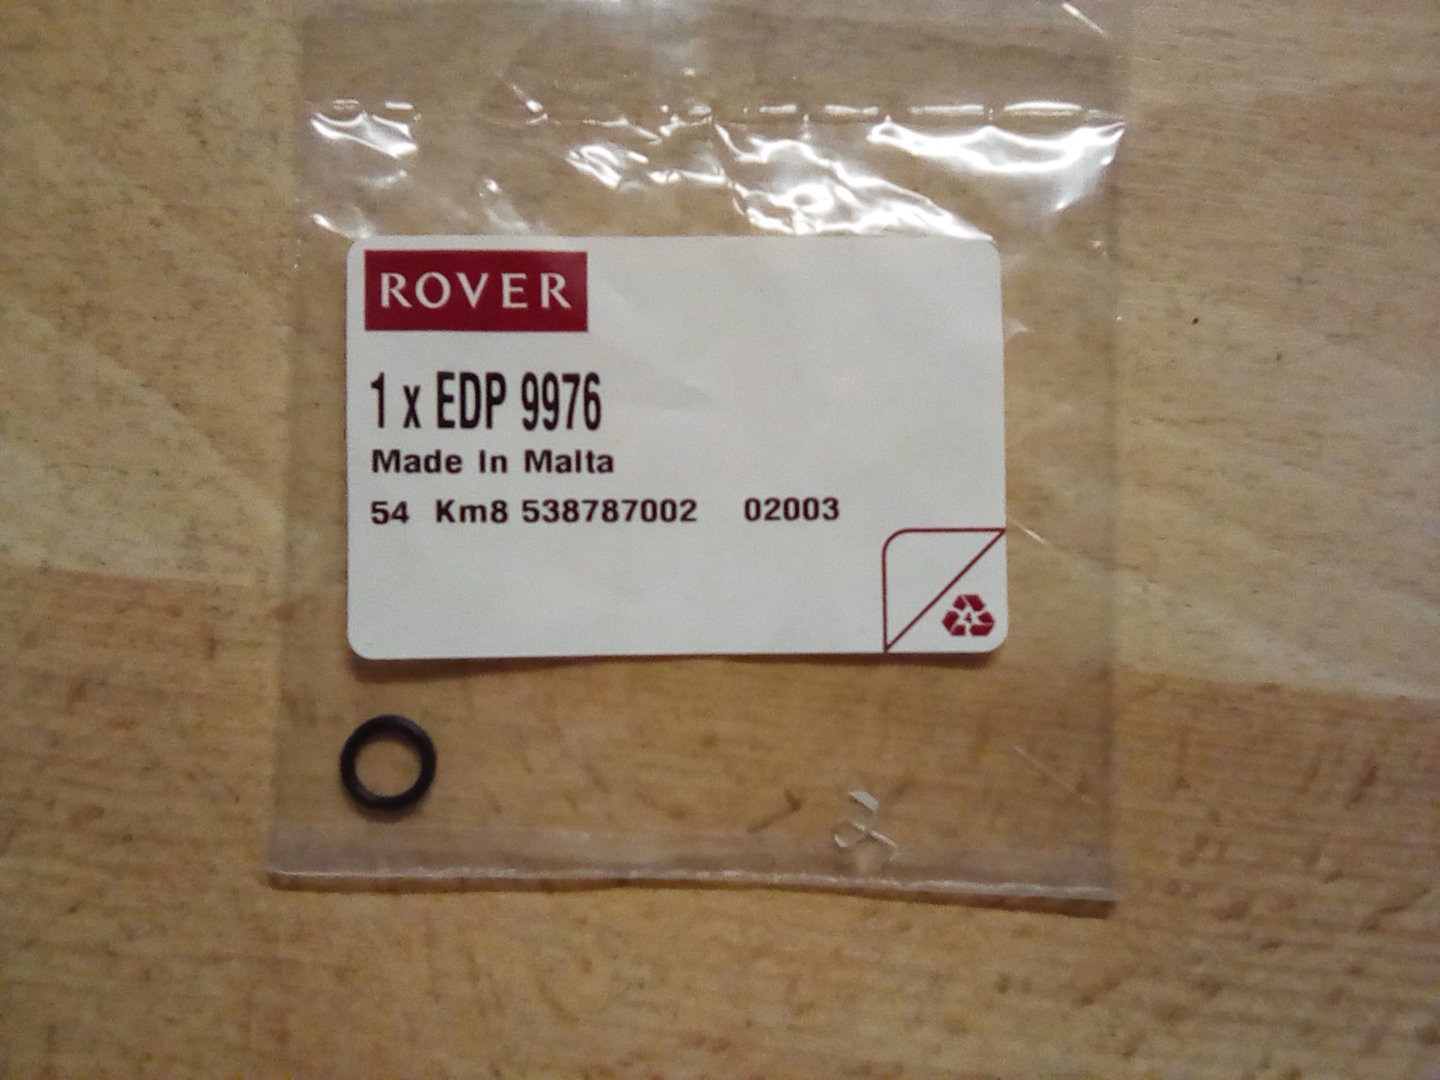 ROVER
1 x EDP 9976
Made In Malta
54 Km8 538787002 02003